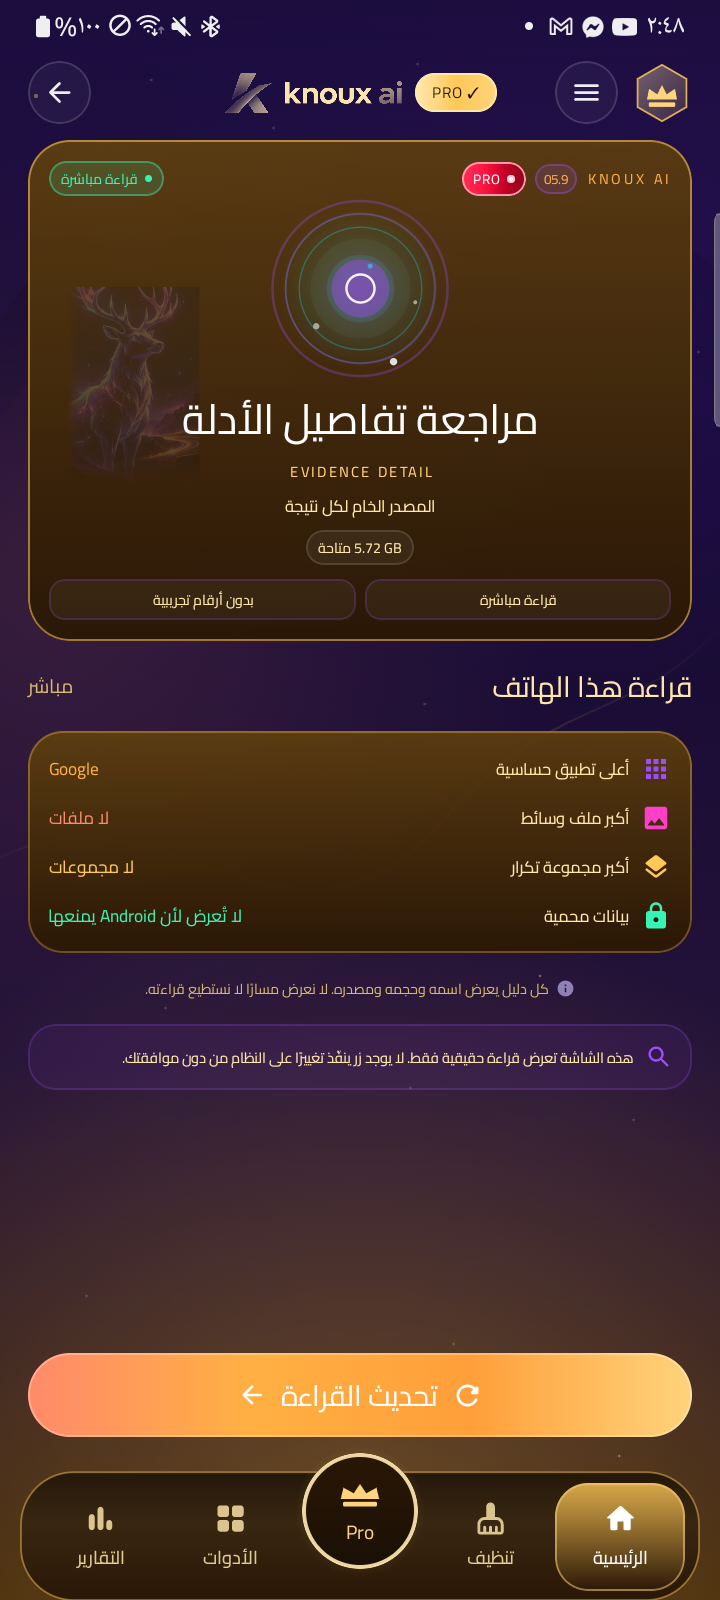 ٢:٤٨
%١٠٠
knoux ai
PRO ✓
KNOUX AI
05.9
PRO
قراءة مباشرة
مراجعة تفاصيل الأدلة
EVIDENCE DETAIL
المصدر الخام لكل نتيجة
5.72 GB متاحة
قراءة مباشرة
بدون أرقام تجريبية
قراءة هذا الهاتف
مباشر
أعلى تطبيق حساسية
Google
أكبر ملف وسائط
لا ملفات
أكبر مجموعة تكرار
لا مجموعات
بيانات محمية
لا تُعرض لأن Android يمنعها
كل دليل يعرض اسمه وحجمه ومصدره. لا نعرض مسارًا لا نستطيع قراءته.
هذه الشاشة تعرض قراءة حقيقية فقط. لا يوجد زر ينفّذ تغييرًا على النظام من دون موافقتك.
تحديث القراءة
الرئيسية
تنظيف
Pro
الأدوات
التقارير